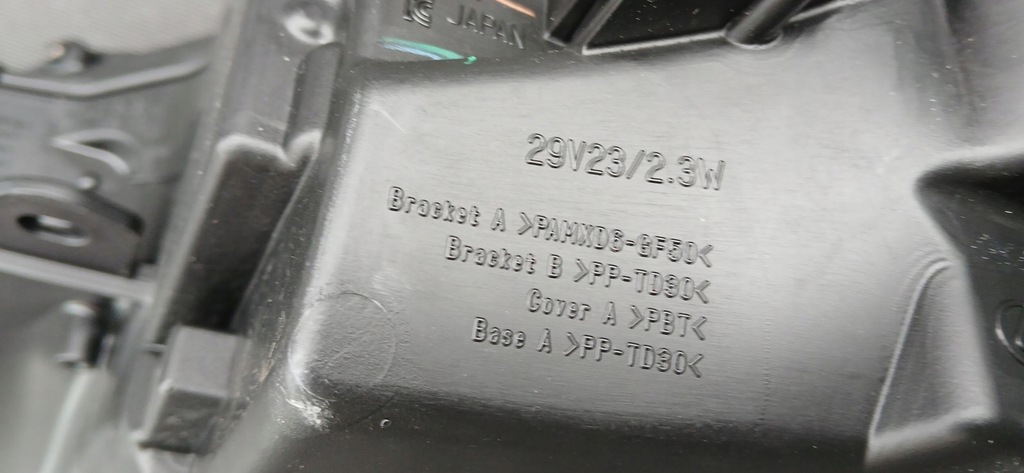 JAPAN
29V23/2.3W
Bracket A >PAMXD6-GF50<
Bracket B >PP-TD30<
Cover A >PBT<
Base A >PP-TD30<